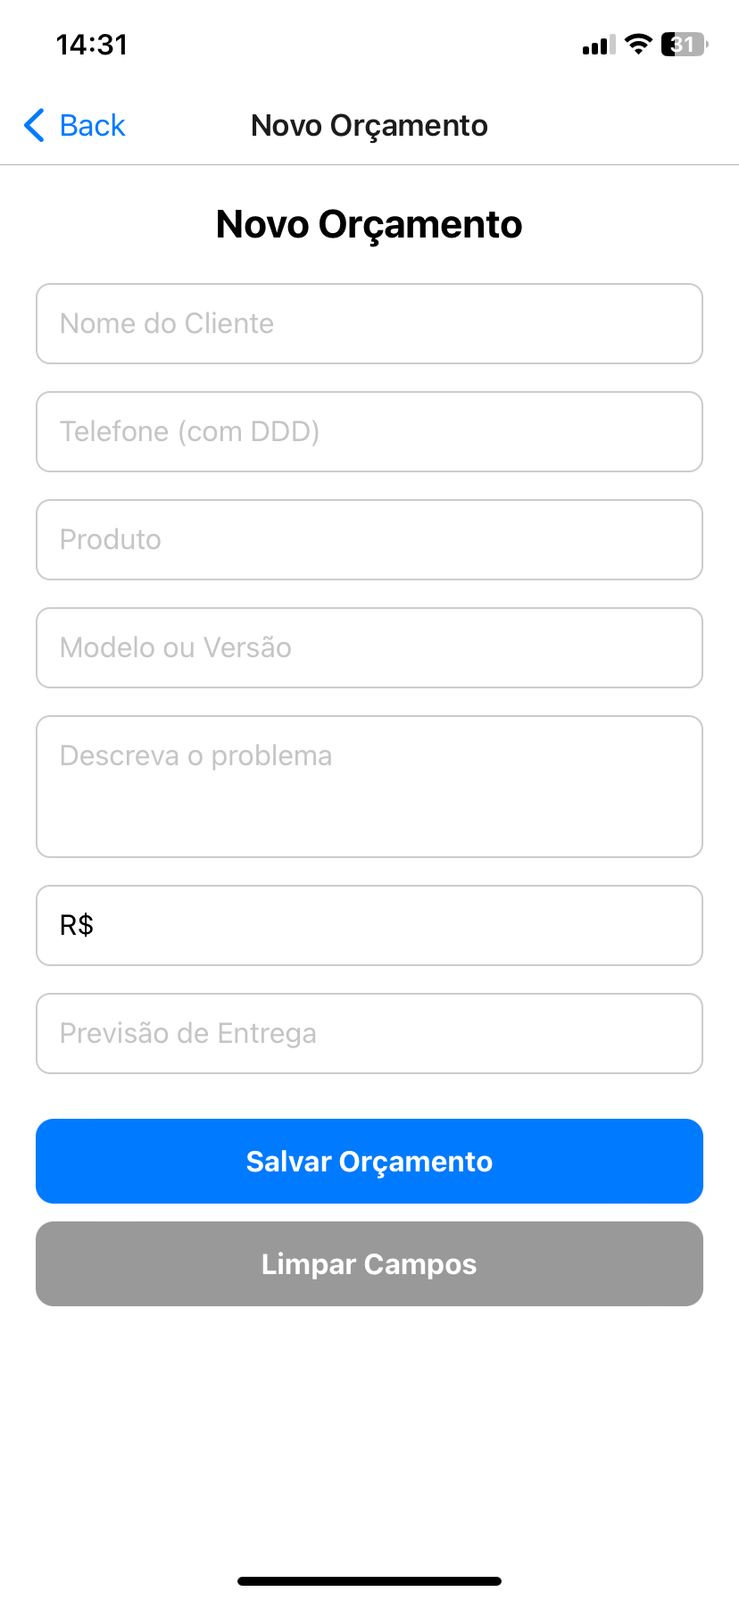 14:31
31
Back
Novo Orçamento
Novo Orçamento
Nome do Cliente
Telefone (com DDD)
Produto
Modelo ou Versão
Descreva o problema
R$
Previsão de Entrega
Salvar Orçamento
Limpar Campos